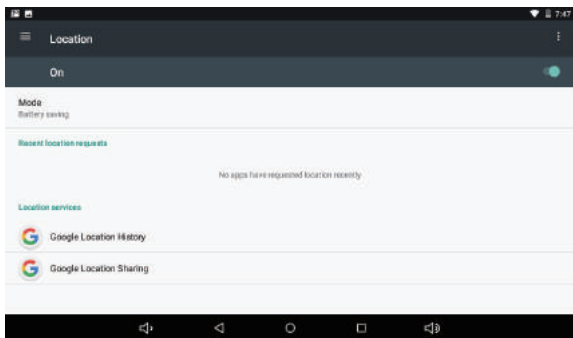 7:47
Location
On
Mode
Battery saving
Recent location requests
No apps have requested location recently
Location services
Google Location History
Google Location Sharing